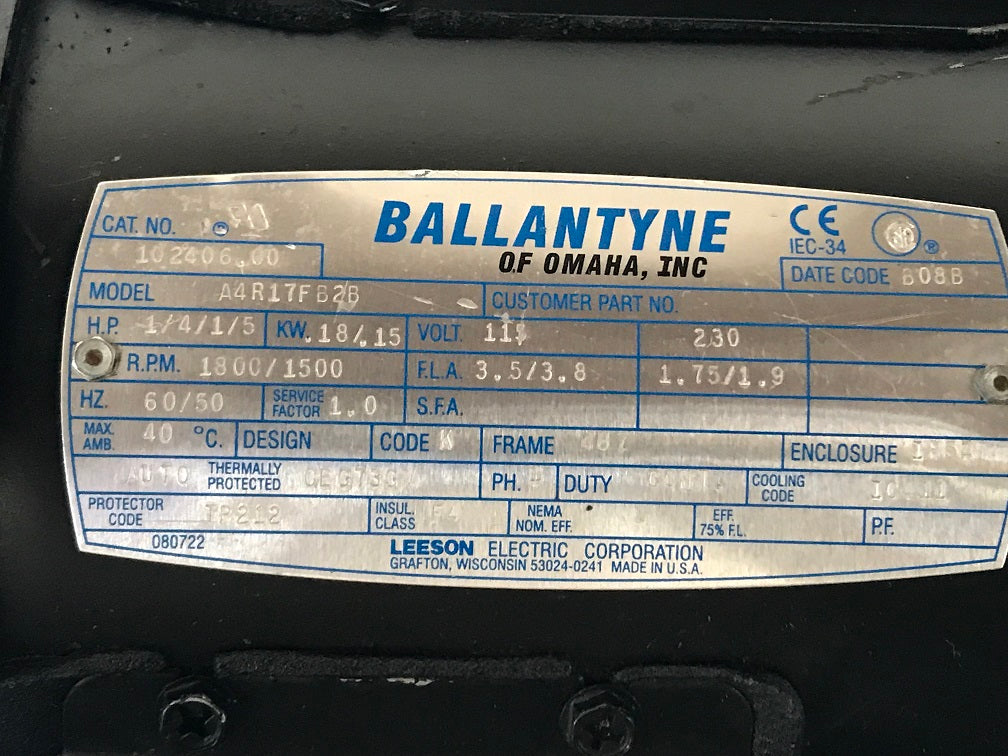 BALLANTYNE
OF OMAHA, INC
CE
IEC-34
CAT. NO.
102406.00
DATE CODE B08B
MODEL A4R17FB2B CUSTOMER PART NO.
H.P. 1/4/1/5 KW. .18/.15 VOLT. 230
R.P.M. 1800/1500 F.L.A. 3.5/3.8 1.75/1.9
HZ. 60/50 SERVICE FACTOR 1.0 S.F.A.
MAX. AMB. 40 °C. DESIGN CODE K FRAME ENCLOSURE
AUTO THERMALLY PROTECTED PH. DUTY COOLING CODE
PROTECTOR CODE TP212 INSUL. CLASS NEMA NOM. EFF. EFF. 75% F.L. P.F.
080722
LEESON ELECTRIC CORPORATION
GRAFTON, WISCONSIN 53024-0241 MADE IN U.S.A.